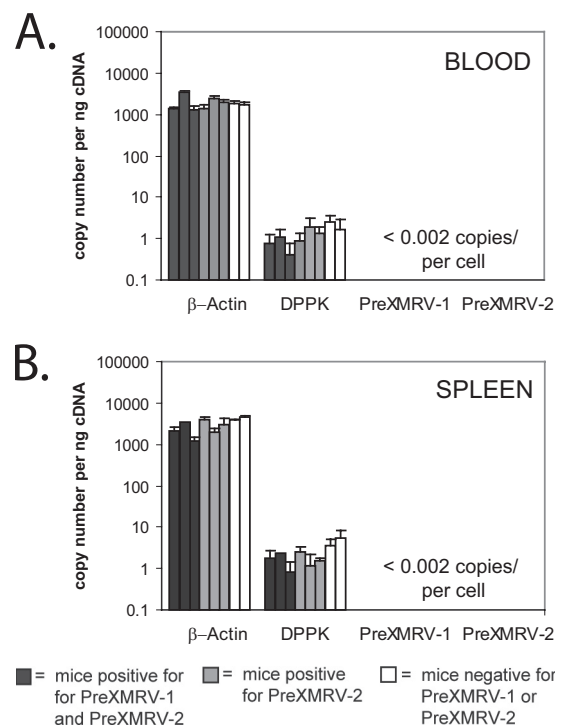 A.
BLOOD
copy number per ng cDNA
100000
10000
1000
100
10
1
0.1
< 0.002 copies/
per cell
β–Actin DPPK PreXMRV-1 PreXMRV-2
B.
SPLEEN
copy number per ng cDNA
100000
10000
1000
100
10
1
0.1
< 0.002 copies/
per cell
β–Actin DPPK PreXMRV-1 PreXMRV-2
= mice positive for
for PreXMRV-1
and PreXMRV-2
= mice positive
for PreXMRV-2
= mice negative for
PreXMRV-1 or
PreXMRV-2